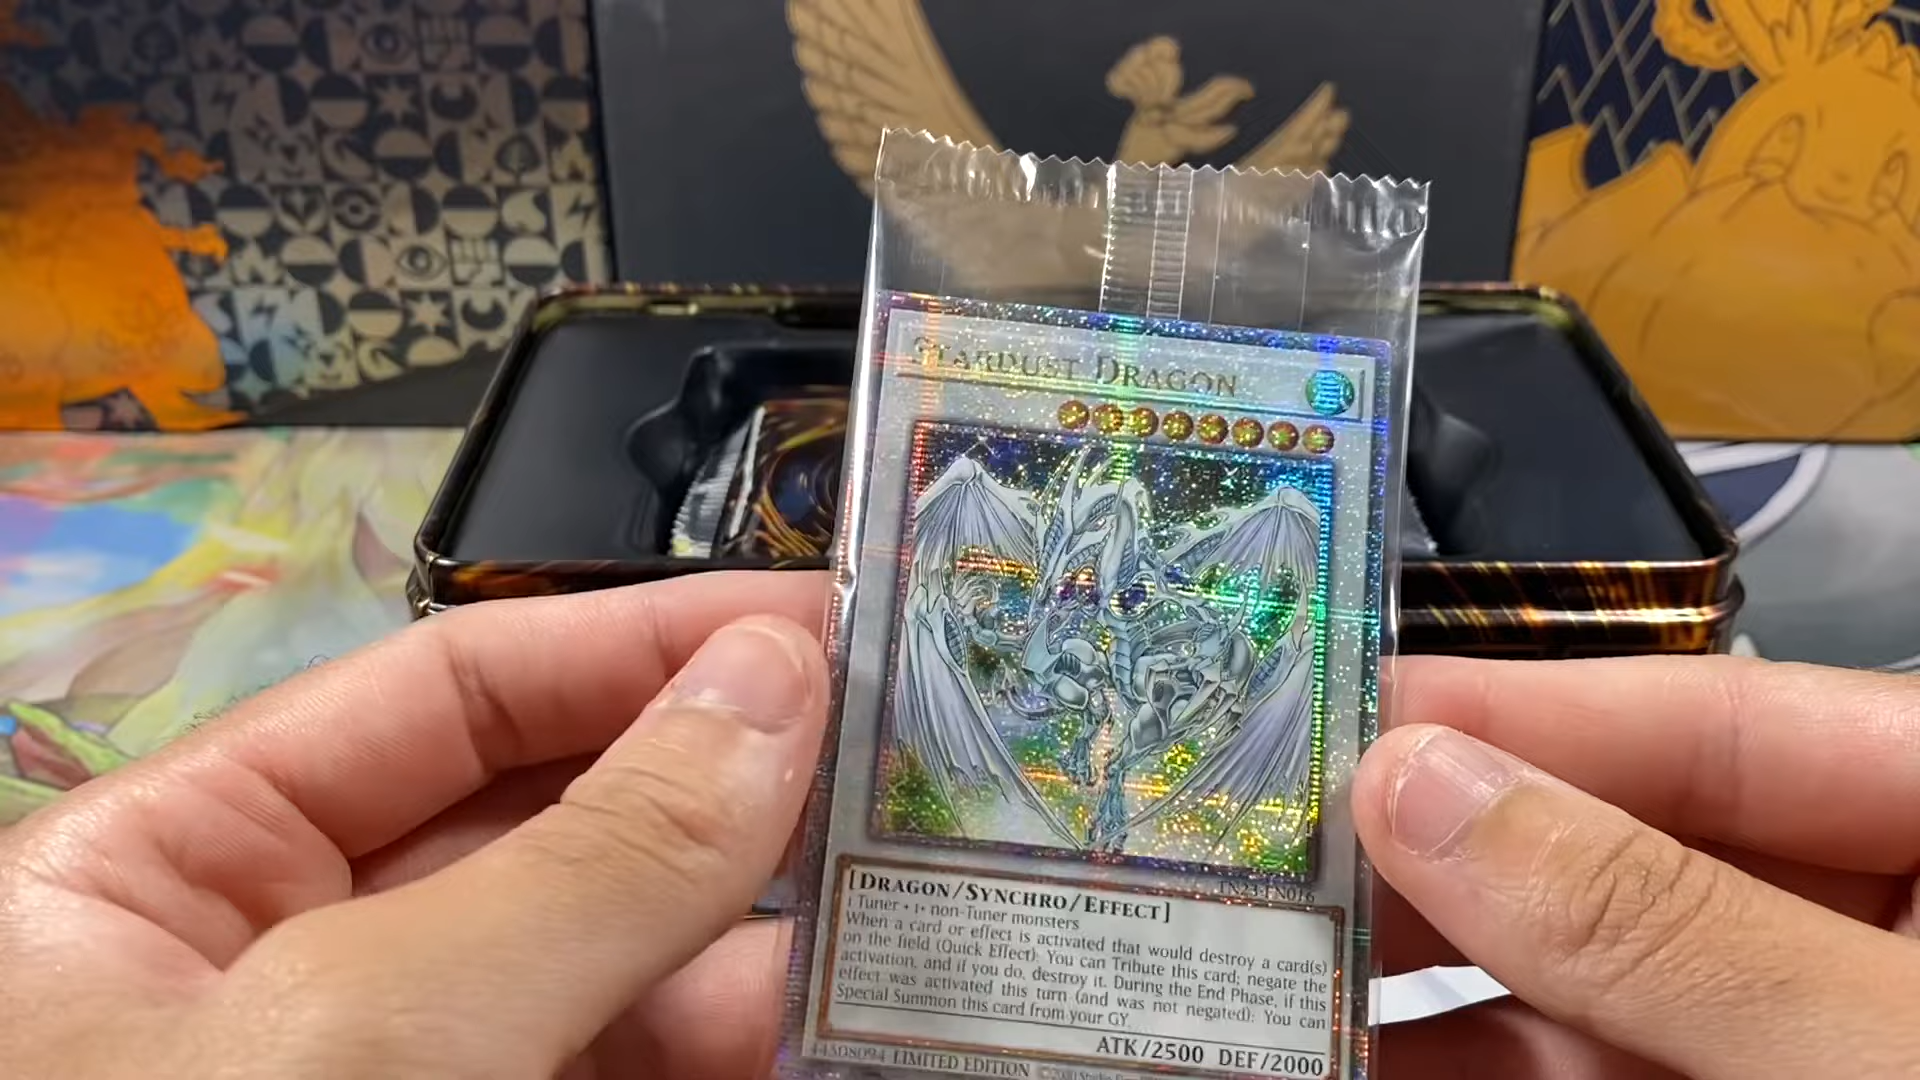 STARDUST DRAGON
TN23-EN016
[DRAGON/SYNCHRO/EFFECT]
1 Tuner + 1+ non-Tuner monsters
When a card or effect is activated that would destroy a card(s)
on the field (Quick Effect): You can Tribute this card; negate the
activation, and if you do, destroy it. During the End Phase, if this
effect was activated this turn (and was not negated): You can
Special Summon this card from your GY.
ATK/2500 DEF/2000
LIMITED EDITION